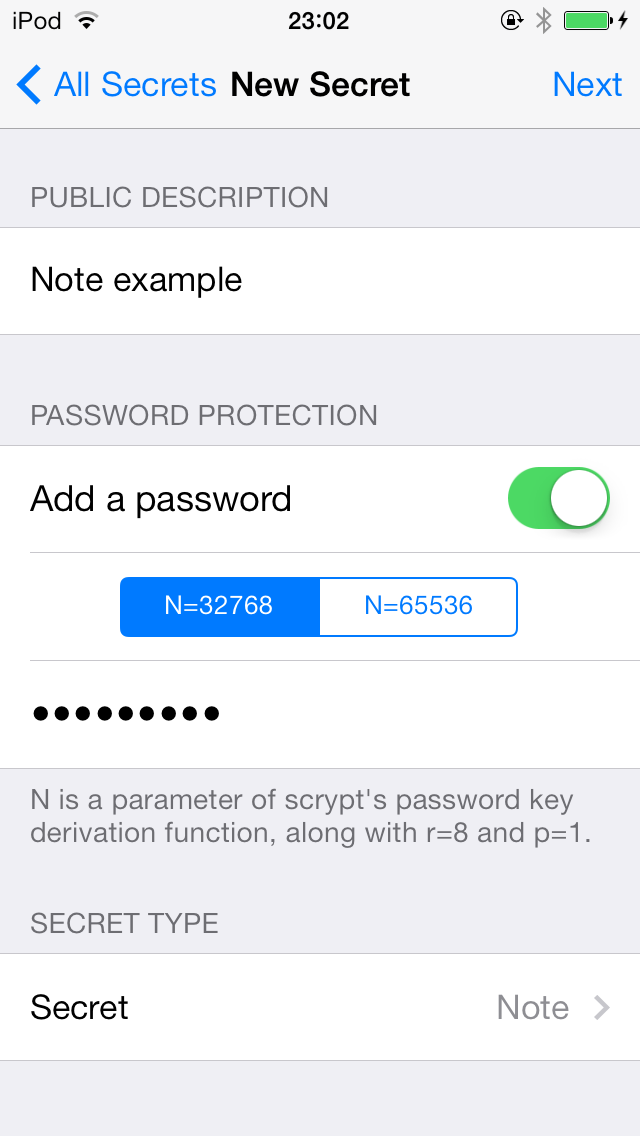 iPod 23:02
All Secrets New Secret Next
PUBLIC DESCRIPTION
Note example
PASSWORD PROTECTION
Add a password
N=32768 N=65536
●●●●●●●●●
N is a parameter of scrypt's password key
derivation function, along with r=8 and p=1.
SECRET TYPE
Secret Note